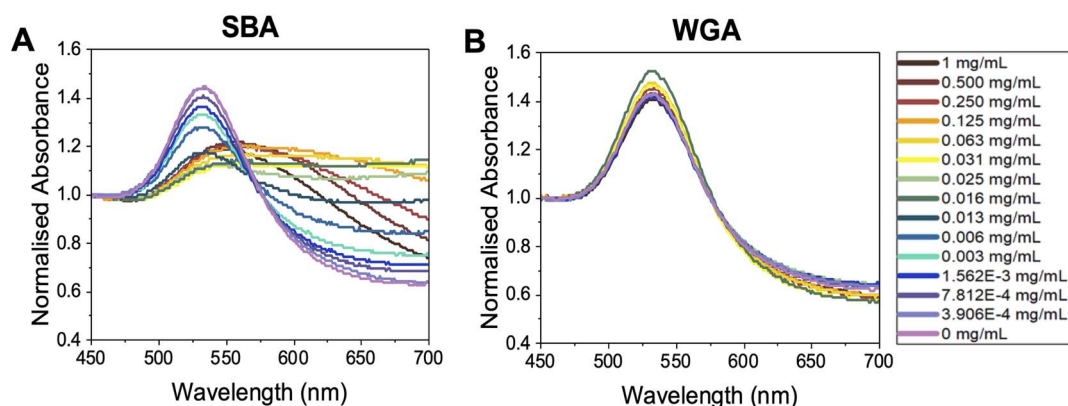 A
SBA
1.6
1.4
1.2
1.0
0.8
0.6
0.4
Normalised Absorbance
450 500 550 600 650 700
Wavelength (nm)
B
WGA
1.6
1.4
1.2
1.0
0.8
0.6
0.4
Normalised Absorbance
450 500 550 600 650 700
Wavelength (nm)
1 mg/mL
0.500 mg/mL
0.250 mg/mL
0.125 mg/mL
0.063 mg/mL
0.031 mg/mL
0.025 mg/mL
0.016 mg/mL
0.013 mg/mL
0.006 mg/mL
0.003 mg/mL
1.562E-3 mg/mL
7.812E-4 mg/mL
3.906E-4 mg/mL
0 mg/mL